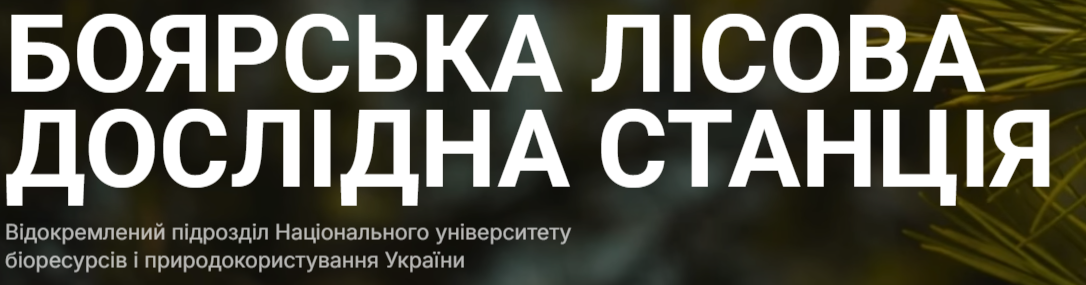 БОЯРСЬКА ЛІСОВА
ДОСЛІДНА СТАНЦІЯ
Відокремлений підрозділ Національного університету
біоресурсів і природокористування України